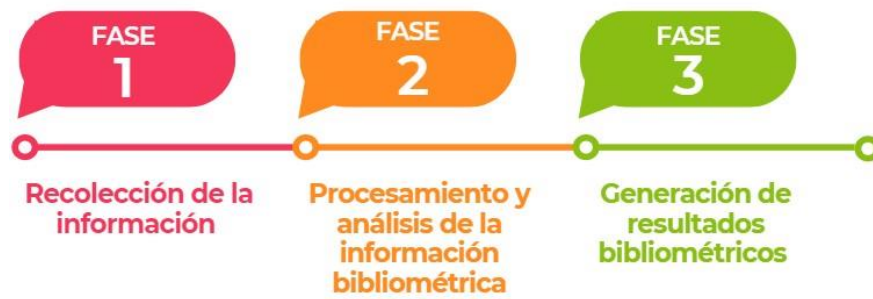 FASE
1
Recolección de la
información
FASE
2
Procesamiento y
análisis de la
información
bibliométrica
FASE
3
Generación de
resultados
bibliométricos